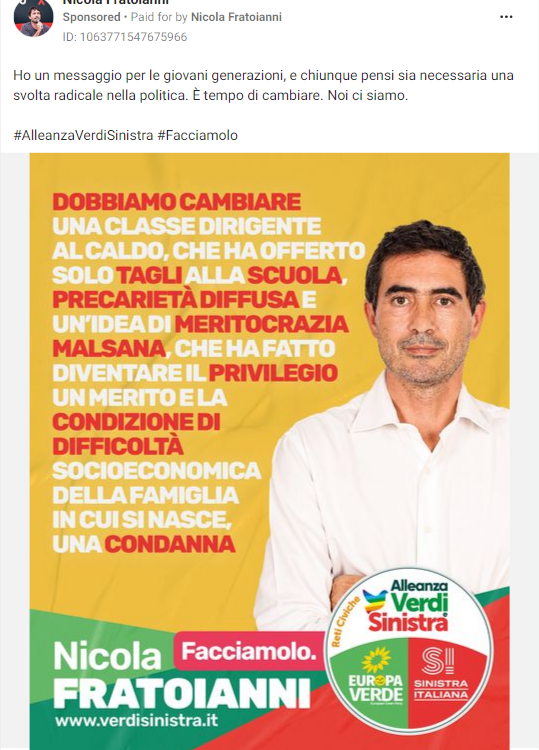 Nicola Fratoianni
Sponsored • Paid for by Nicola Fratoianni
ID: 1063771547675966
Ho un messaggio per le giovani generazioni, e chiunque pensi sia necessaria una
svolta radicale nella politica. È tempo di cambiare. Noi ci siamo.
#AlleanzaVerdiSinistra #Facciamolo
DOBBIAMO CAMBIARE
UNA CLASSE DIRIGENTE
AL CALDO, CHE HA OFFERTO
SOLO TAGLI ALLA SCUOLA,
PRECARIETÀ DIFFUSA E
UN'IDEA DI MERITOCRAZIA
MALSANA, CHE HA FATTO
DIVENTARE IL PRIVILEGIO
UN MERITO E LA
CONDIZIONE DI
DIFFICOLTÀ
SOCIOECONOMICA
DELLA FAMIGLIA
IN CUI SI NASCE,
UNA CONDANNA
Nicola
Facciamolo.
FRATOIANNI
www.verdisinistra.it
Reti Civiche
Alleanza
Verdi
Sinistra
EUROPA
VERDE
SI
SINISTRA
ITALIANA